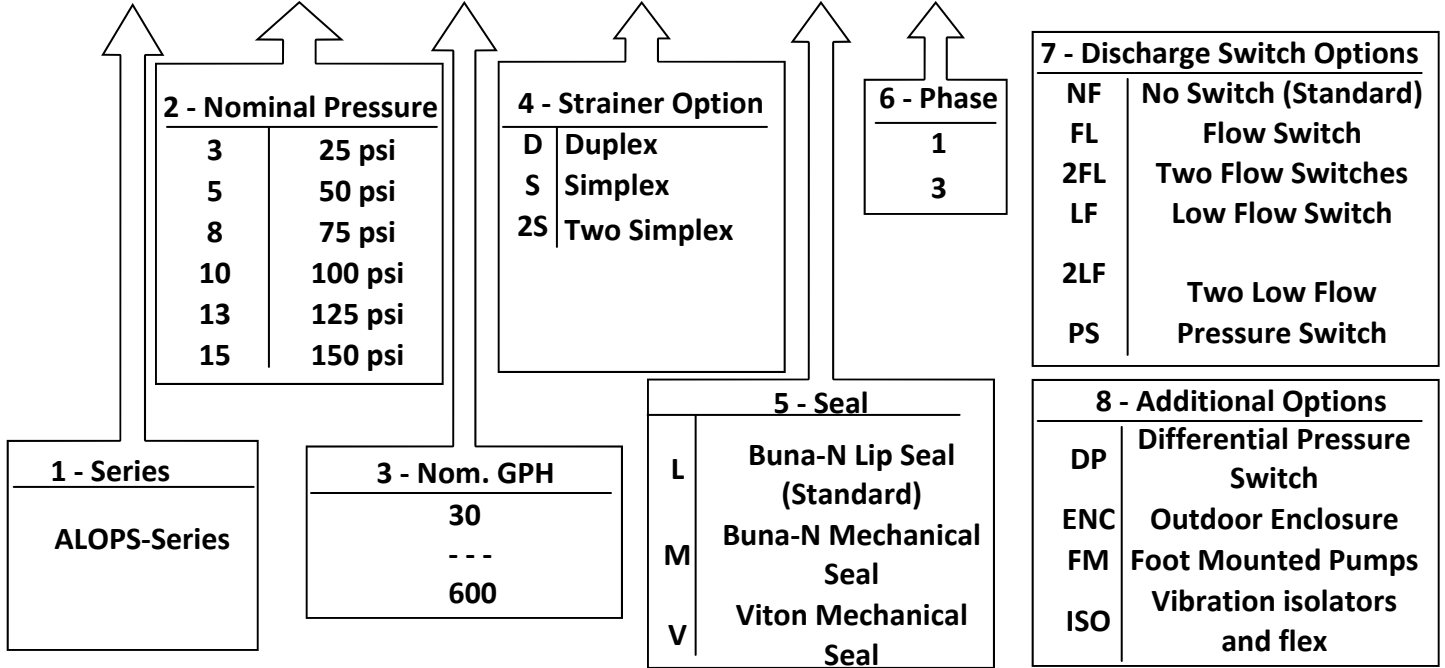 2 - Nominal Pressure
3 25 psi
5 50 psi
8 75 psi
10 100 psi
13 125 psi
15 150 psi
4 - Strainer Option
D Duplex
S Simplex
2S Two Simplex
6 - Phase
1
3
7 - Discharge Switch Options
NF No Switch (Standard)
FL Flow Switch
2FL Two Flow Switches
LF Low Flow Switch
2LF
Two Low Flow
PS Pressure Switch
1 - Series
ALOPS-Series
3 - Nom. GPH
30
- - -
600
5 - Seal
L Buna-N Lip Seal
(Standard)
M Buna-N Mechanical
Seal
V Viton Mechanical
Seal
8 - Additional Options
DP Differential Pressure
Switch
ENC Outdoor Enclosure
FM Foot Mounted Pumps
ISO Vibration isolators
and flex